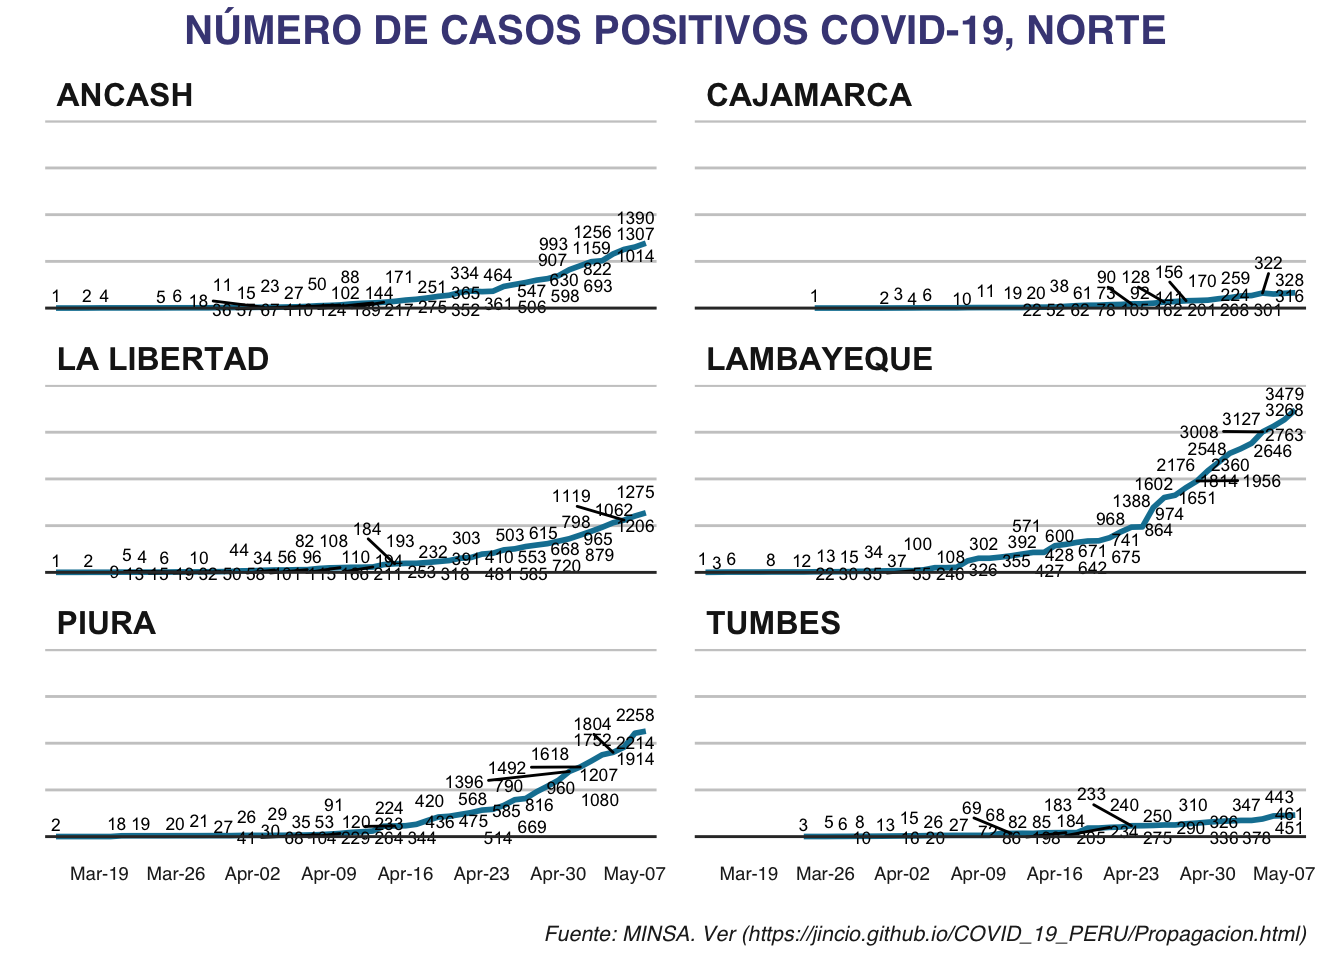 NÚMERO DE CASOS POSITIVOS COVID-19, NORTE
ANCASH
1 2 4 5 6 18 11 36 15 57 23 67 27 110 50 124 102 88 189 144 171 217 251 275 334 365 352 464 361 547 506 993 907 630 598 1256 1159 822 693 1390 1307 1014
CAJAMARCA
1 2 3 4 6 10 11 19 20 22 38 52 61 62 73 78 90 128 92 105 156 141 162 170 201 259 224 268 322 301 328 316
LA LIBERTAD
1 2 9 5 4 13 6 15 19 10 32 44 50 34 58 56 101 82 96 115 108 110 166 184 194 193 211 232 253 303 391 318 410 481 503 553 585 615 668 720 798 1119 1062 965 879 1275 1206
LAMBAYEQUE
1 3 6 8 12 13 22 15 30 34 35 37 100 55 108 246 302 326 392 355 571 600 428 427 671 642 968 741 675 1388 1602 974 864 2176 1651 3008 2548 2360 1814 1956 3127 3479 3268 2763 2646
PIURA
2 18 19 20 21 27 26 41 29 30 35 68 53 104 91 120 229 224 233 264 420 344 436 568 475 514 790 585 816 669 1396 1492 1618 960 1804 1752 1207 1080 2258 2214 1914
TUMBES
3 5 6 8 10 13 15 16 26 20 27 69 68 72 82 86 85 198 183 184 205 233 240 234 250 275 310 290 326 336 347 378 443 461 451
Mar-19 Mar-26 Apr-02 Apr-09 Apr-16 Apr-23 Apr-30 May-07
Mar-19 Mar-26 Apr-02 Apr-09 Apr-16 Apr-23 Apr-30 May-07
Fuente: MINSA. Ver (https://jincio.github.io/COVID_19_PERU/Propagacion.html)